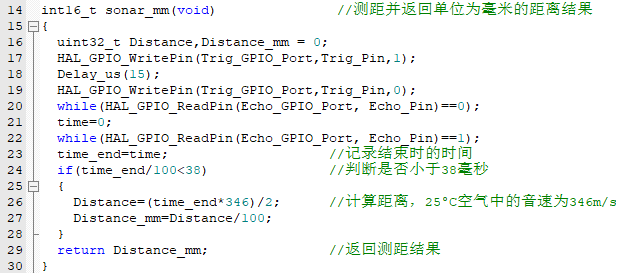 14 int16_t sonar_mm(void) //测距并返回单位为毫米的距离结果
15 {
16 uint32_t Distance,Distance_mm = 0;
17 HAL_GPIO_WritePin(Trig_GPIO_Port,Trig_Pin,1);
18 Delay_us(15);
19 HAL_GPIO_WritePin(Trig_GPIO_Port,Trig_Pin,0);
20 while(HAL_GPIO_ReadPin(Echo_GPIO_Port, Echo_Pin)==0);
21 time=0;
22 while(HAL_GPIO_ReadPin(Echo_GPIO_Port, Echo_Pin)==1);
23 time_end=time; //记录结束时的时间
24 if(time_end/100<38) //判断是否小于38毫秒
25 {
26 Distance=(time_end*346)/2; //计算距离，25°C空气中的音速为346m/s
27 Distance_mm=Distance/100;
28 }
29 return Distance_mm; //返回测距结果
30 }